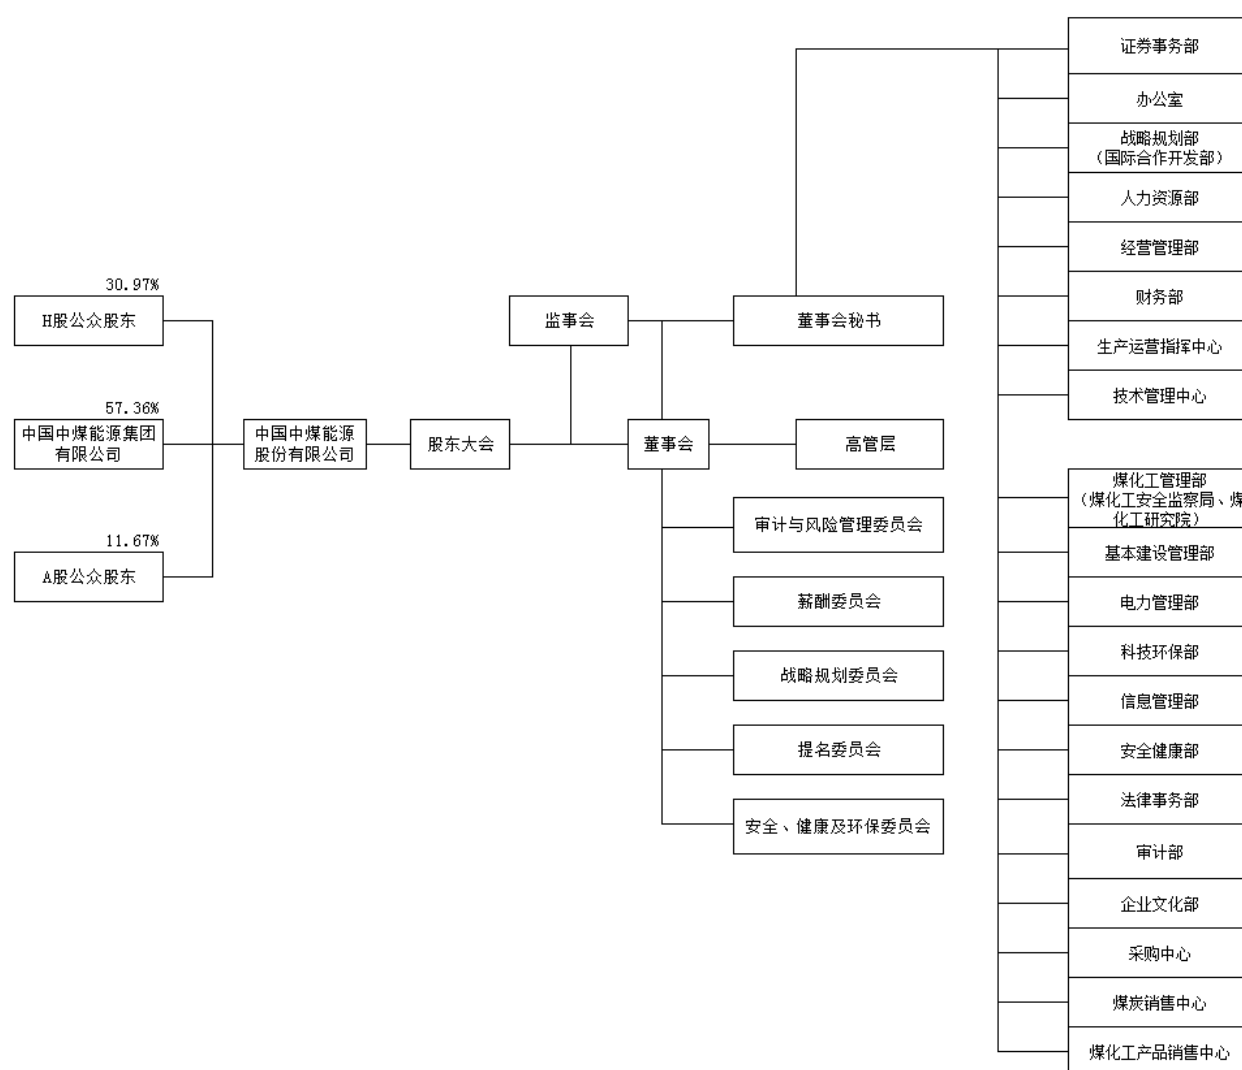 30.97%
H股公众股东
57.36%
中国中煤能源集团
有限公司
11.67%
A股公众股东
中国中煤能源
股份有限公司
股东大会
监事会
董事会
董事会秘书
高管层
审计与风险管理委员会
薪酬委员会
战略规划委员会
提名委员会
安全、健康及环保委员会
证券事务部
办公室
战略规划部
（国际合作开发部）
人力资源部
经营管理部
财务部
生产运营指挥中心
技术管理中心
煤化工管理部
（煤化工安全监察局、煤
化工研究院）
基本建设管理部
电力管理部
科技环保部
信息管理部
安全健康部
法律事务部
审计部
企业文化部
采购中心
煤炭销售中心
煤化工产品销售中心